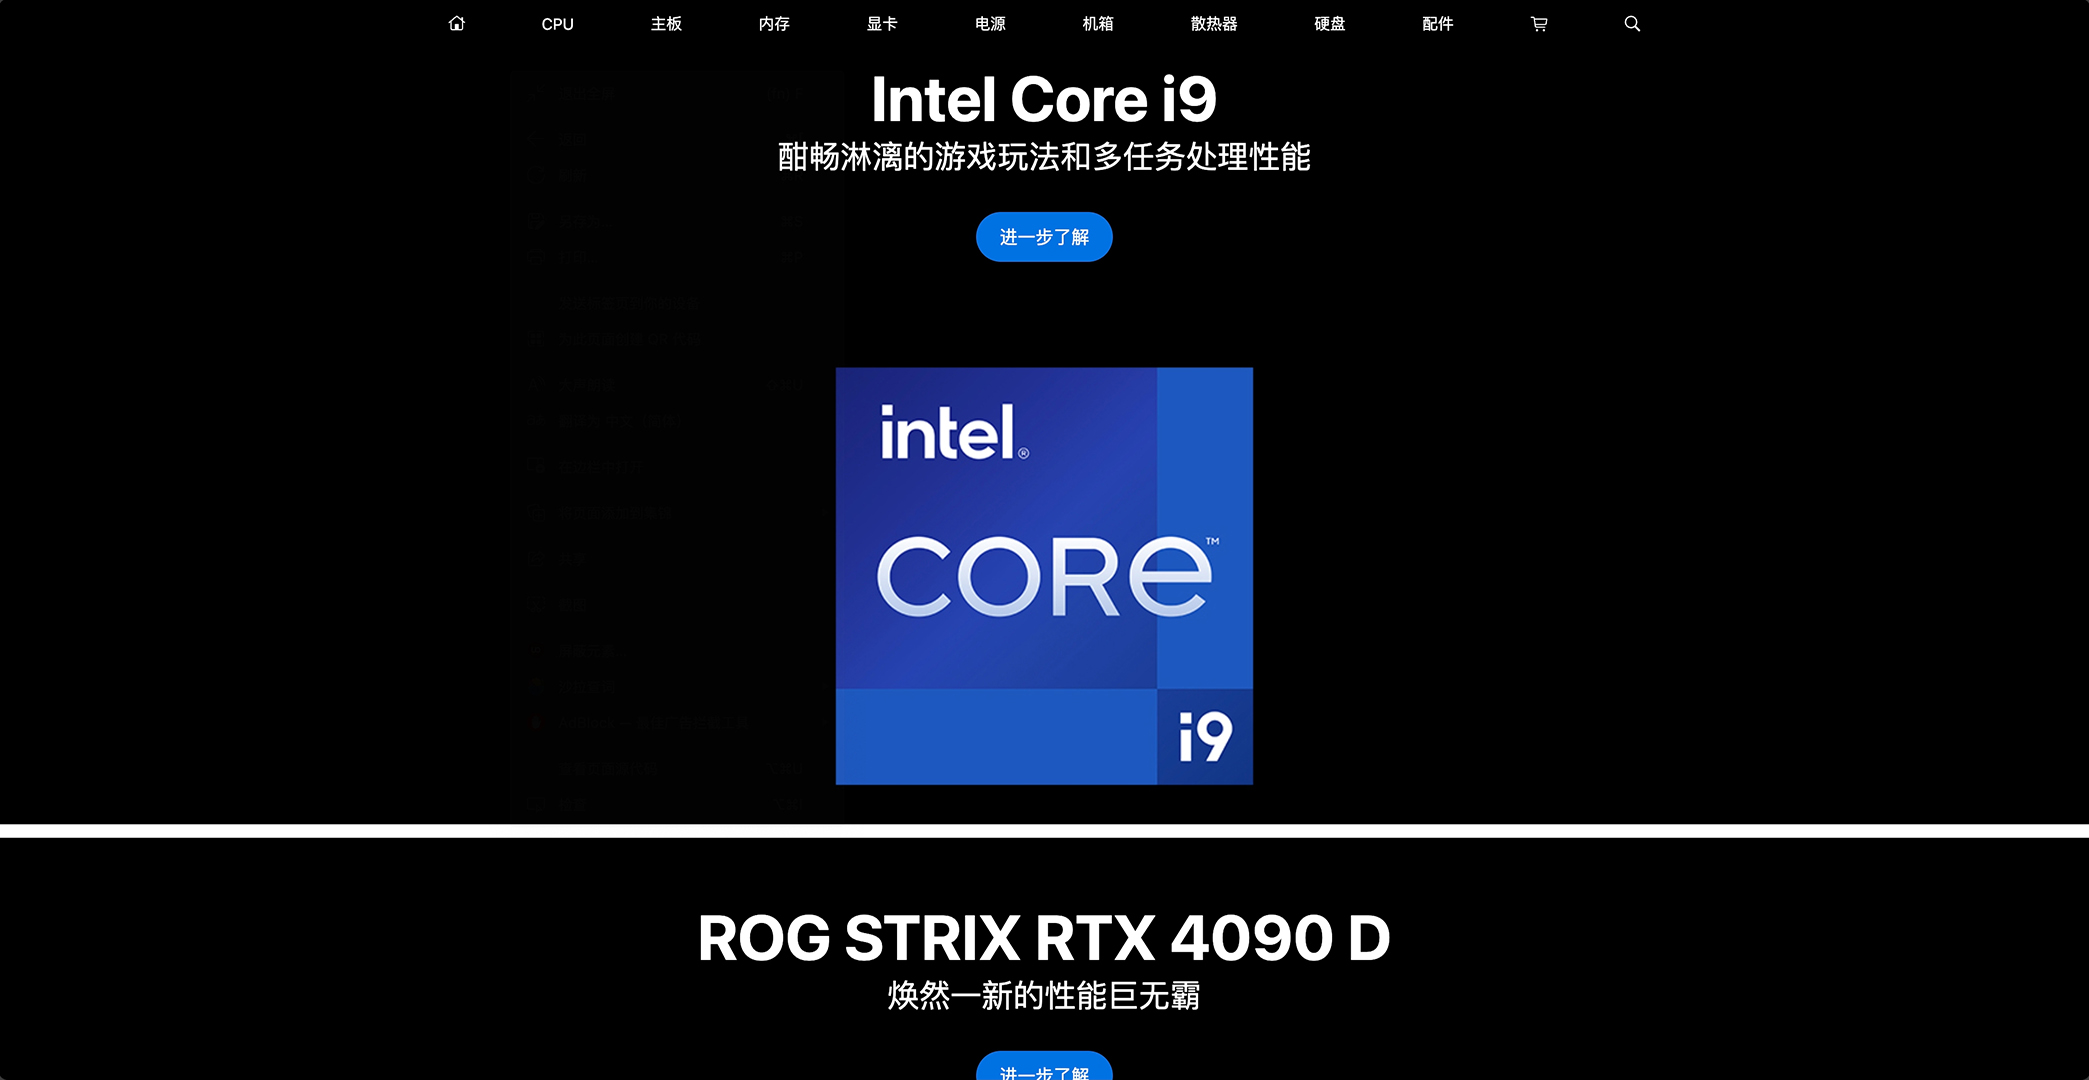 CPU 主板 内存 显卡 电源 机箱 散热器 硬盘 配件
Intel Core i9
酣畅淋漓的游戏玩法和多任务处理性能
进一步了解
intel®
CORE™
i9
ROG STRIX RTX 4090 D
焕然一新的性能巨无霸
进一步了解